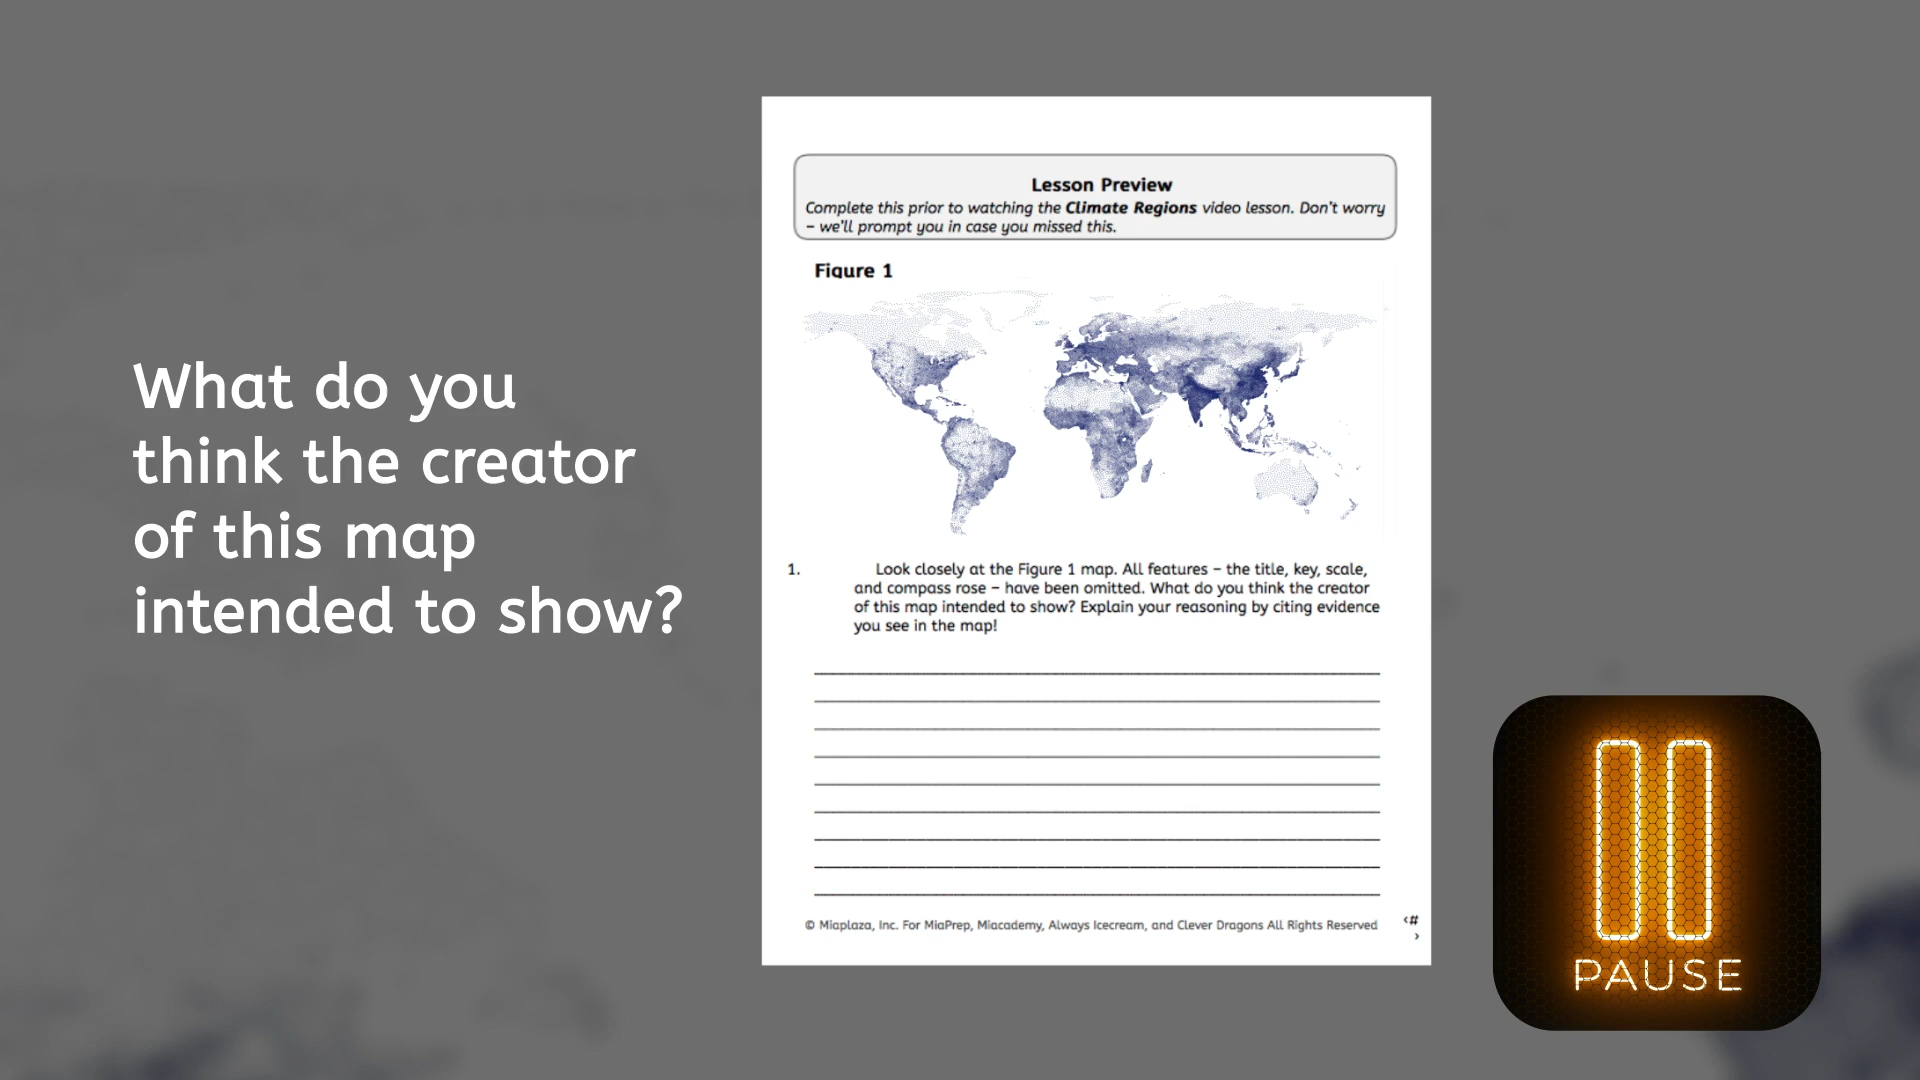 What do you
think the creator
of this map
intended to show?
Lesson Preview
Complete this prior to watching the Climate Regions video lesson. Don't worry
– we'll prompt you in case you missed this.
Figure 1
1. Look closely at the Figure 1 map. All features – the title, key, scale,
and compass rose – have been omitted. What do you think the creator
of this map intended to show? Explain your reasoning by citing evidence
you see in the map!
© Miaplaza, Inc. For MiaPrep, Miacademy, Always Icecream, and Clever Dragons All Rights Reserved
‹#
›
PAUSE